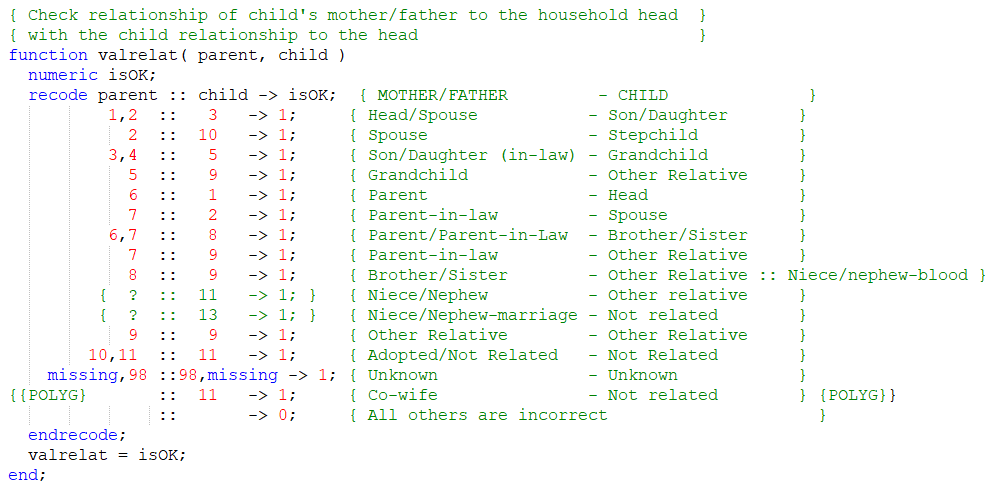 { Check relationship of child's mother/father to the household head  }
{ with the child relationship to the head                            }
function valrelat( parent, child )
  numeric isOK;
  recode parent :: child -> isOK;  { MOTHER/FATHER         - CHILD              }
          1,2  ::   3   -> 1;     { Head/Spouse           - Son/Daughter       }
            2  ::  10   -> 1;     { Spouse                - Stepchild          }
          3,4  ::   5   -> 1;     { Son/Daughter (in-law) - Grandchild         }
            5  ::   9   -> 1;     { Grandchild            - Other Relative     }
            6  ::   1   -> 1;     { Parent                - Head               }
            7  ::   2   -> 1;     { Parent-in-law         - Spouse             }
          6,7  ::   8   -> 1;     { Parent/Parent-in-Law  - Brother/Sister     }
            7  ::   9   -> 1;     { Parent-in-law         - Other Relative     }
            8  ::   9   -> 1;     { Brother/Sister        - Other Relative :: Niece/nephew-blood }
         {  ?  ::  11   -> 1; }   { Niece/Nephew          - Other relative     }
         {  ?  ::  13   -> 1; }   { Niece/Nephew-marriage - Not related        }
            9  ::   9   -> 1;     { Other Relative        - Other Relative     }
        10,11  ::  11   -> 1;     { Adopted/Not Related   - Not Related        }
    missing,98 ::98,missing -> 1; { Unknown               - Unknown            }
{{POLYG}       ::  11   -> 1;     { Co-wife               - Not related        } {POLYG}}
               ::       -> 0;     { All others are incorrect                     }
  endrecode;
  valrelat = isOK;
end;